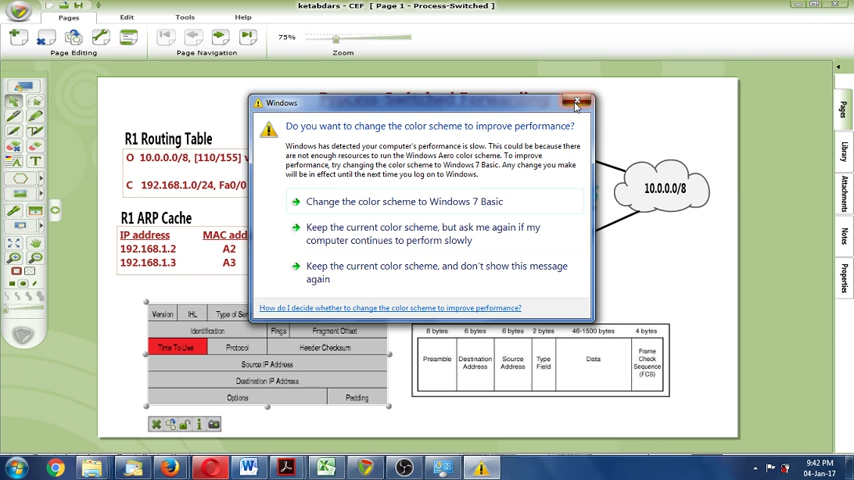 ketabdars - CEF [ Page 1 - Process-Switched ]
Pages Edit Tools Help
75%
Page Editing Page Navigation Zoom
Windows
Do you want to change the color scheme to improve performance?
Windows has detected your computer's performance is slow. This could be because there
are not enough resources to run the Windows Aero color scheme. To improve
performance, try changing the color scheme to Windows 7 Basic. Any change you make
will be in effect until the next time you log on to Windows.
Change the color scheme to Windows 7 Basic
Keep the current color scheme, but ask me again if my
computer continues to perform slowly
Keep the current color scheme, and don't show this message
again
How do I decide whether to change the color scheme to improve performance?
R1 Routing Table
O 10.0.0.0/8, [110/155]
C 192.168.1.0/24, Fa0/0
R1 ARP Cache
IP address MAC add
192.168.1.2 A2
192.168.1.3 A3
10.0.0.0/8
Version IHL Type of Ser
Identification Flags Fragment Offset
Time To Live Protocol Header Checksum
Source IP Address
Destination IP Address
Options Padding
8 bytes 6 bytes 6 bytes 2 bytes 46-1500 bytes 4 bytes
Preamble
Destination
Address
Source
Address
Type
Field
Data
Frame
Check
Sequence
(FCS)
Pages
Library
Attachments
Notes
Properties
9:42 PM
04-Jan-17